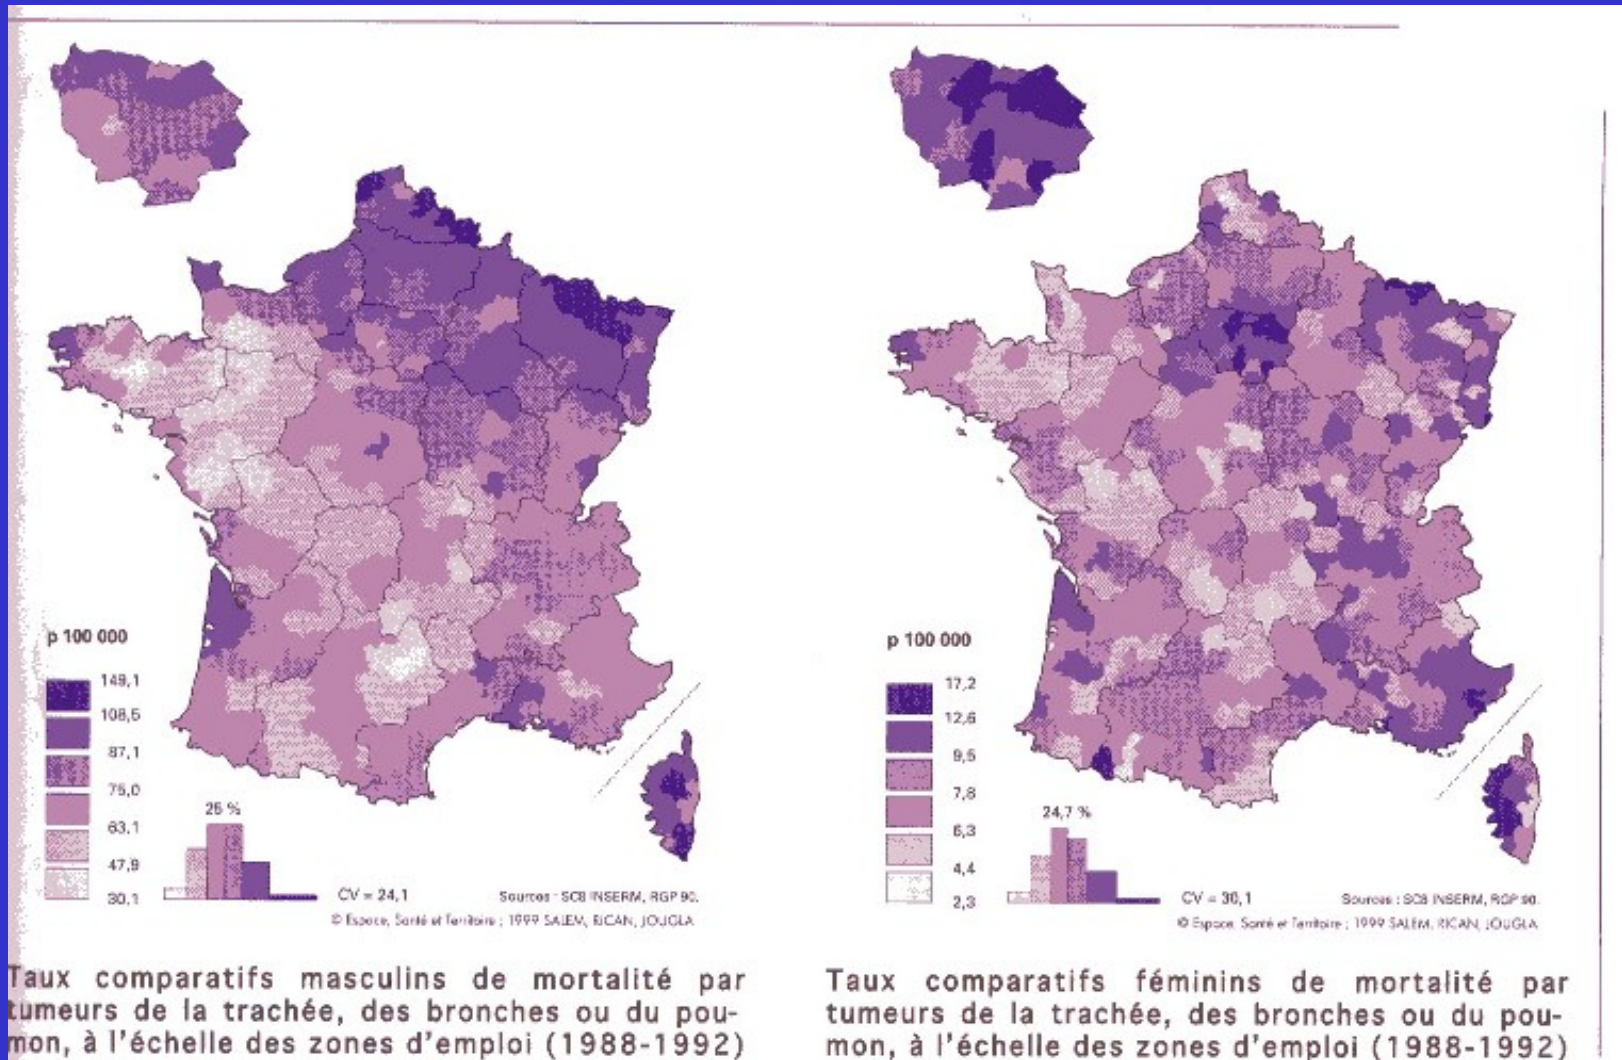 p 100 000
149,1
108,5
87,1
75,0
63,1
47,9
30,1
25 %
CV = 24,1
Sources : SC8 INSERM, RGP 90.
© Espace, Santé et Territoire ; 1999 SALEM, RICAN, JOUGLA
Taux comparatifs masculins de mortalité par
tumeurs de la trachée, des bronches ou du pou-
mon, à l'échelle des zones d'emploi (1988-1992)
p 100 000
17,2
12,6
9,5
7,8
6,3
4,4
2,3
24,7 %
CV = 30,1
Sources : SC8 INSERM, RGP 90.
© Espace, Santé et Territoire ; 1999 SALEM, RICAN, JOUGLA
Taux comparatifs féminins de mortalité par
tumeurs de la trachée, des bronches ou du pou-
mon, à l'échelle des zones d'emploi (1988-1992)